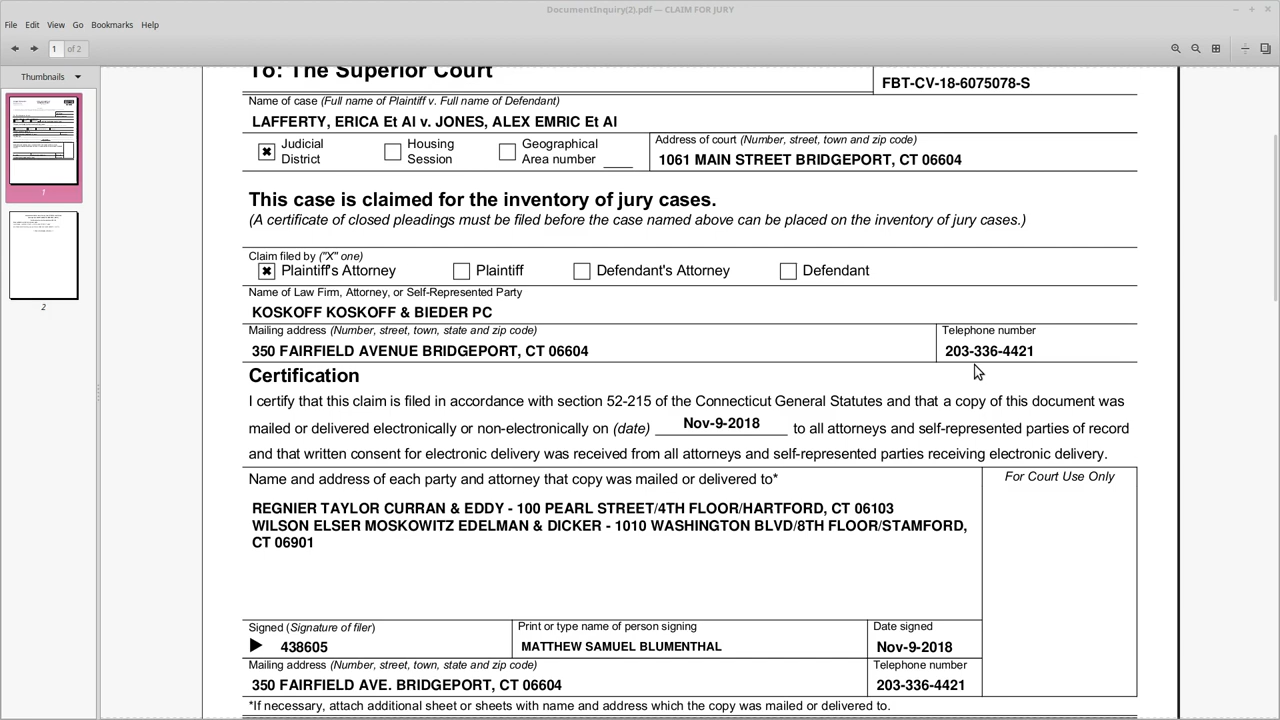 DocumentInquiry(2).pdf — CLAIM FOR JURY
File Edit View Go Bookmarks Help
1 of 2
Thumbnails
1
2
To: The Superior Court
FBT-CV-18-6075078-S
Name of case (Full name of Plaintiff v. Full name of Defendant)
LAFFERTY, ERICA Et Al v. JONES, ALEX EMRIC Et Al
Judicial District
Housing Session
Geographical Area number
Address of court (Number, street, town and zip code)
1061 MAIN STREET BRIDGEPORT, CT 06604
This case is claimed for the inventory of jury cases.
(A certificate of closed pleadings must be filed before the case named above can be placed on the inventory of jury cases.)
Claim filed by ("X" one)
Plaintiff's Attorney Plaintiff Defendant's Attorney Defendant
Name of Law Firm, Attorney, or Self-Represented Party
KOSKOFF KOSKOFF & BIEDER PC
Mailing address (Number, street, town, state and zip code)
350 FAIRFIELD AVENUE BRIDGEPORT, CT 06604
Telephone number
203-336-4421
Certification
I certify that this claim is filed in accordance with section 52-215 of the Connecticut General Statutes and that a copy of this document was
mailed or delivered electronically or non-electronically on (date) Nov-9-2018 to all attorneys and self-represented parties of record
and that written consent for electronic delivery was received from all attorneys and self-represented parties receiving electronic delivery.
Name and address of each party and attorney that copy was mailed or delivered to*
For Court Use Only
REGNIER TAYLOR CURRAN & EDDY - 100 PEARL STREET/4TH FLOOR/HARTFORD, CT 06103
WILSON ELSER MOSKOWITZ EDELMAN & DICKER - 1010 WASHINGTON BLVD/8TH FLOOR/STAMFORD,
CT 06901
Signed (Signature of filer)
438605
Print or type name of person signing
MATTHEW SAMUEL BLUMENTHAL
Date signed
Nov-9-2018
Mailing address (Number, street, town, state and zip code)
350 FAIRFIELD AVE. BRIDGEPORT, CT 06604
Telephone number
203-336-4421
*If necessary, attach additional sheet or sheets with name and address which the copy was mailed or delivered to.